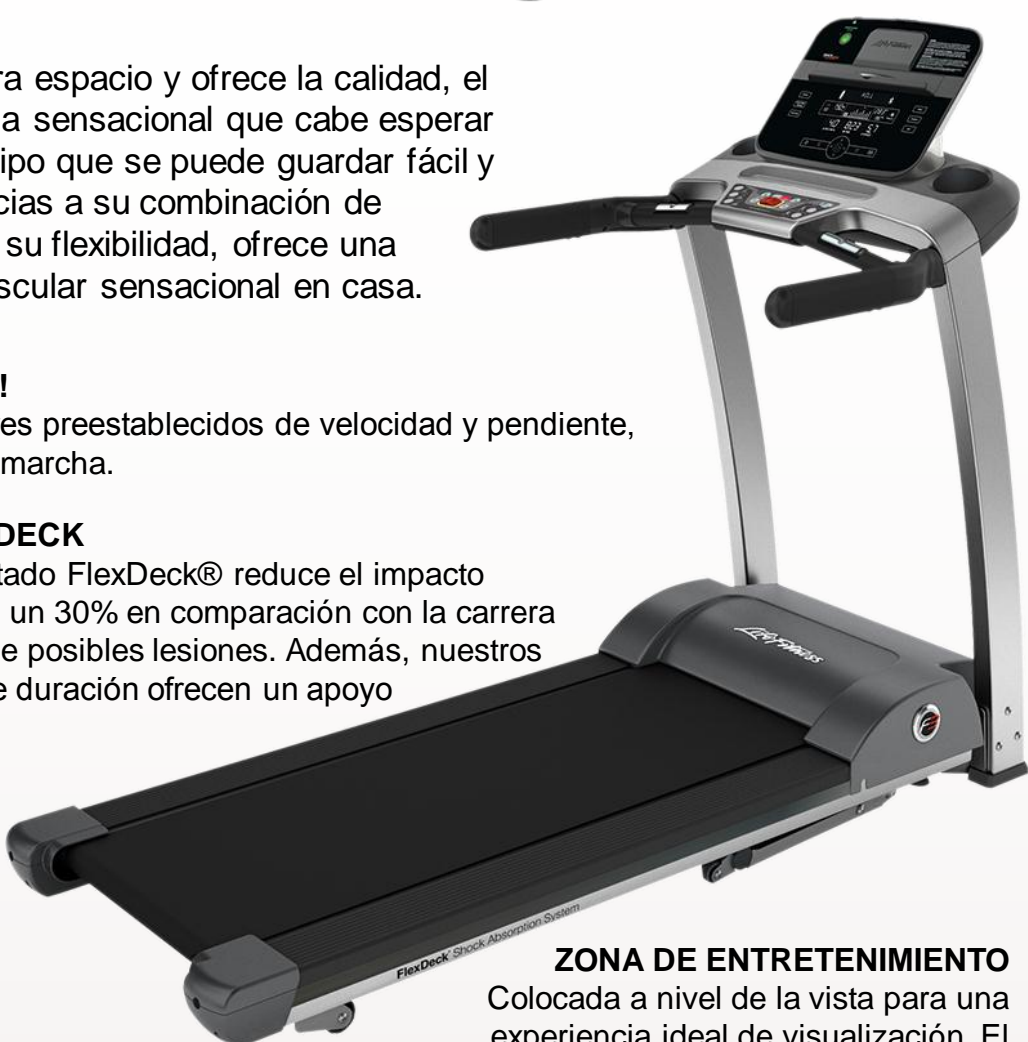 ra espacio y ofrece la calidad, el
a sensacional que cabe esperar
ipo que se puede guardar fácil y
cias a su combinación de
su flexibilidad, ofrece una
scular sensacional en casa.
!
res preestablecidos de velocidad y pendiente,
marcha.
DECK
tado FlexDeck® reduce el impacto
un 30% en comparación con la carrera
e posibles lesiones. Además, nuestros
e duración ofrecen un apoyo
LifeFitness
FlexDeck Shock Absorption System
ZONA DE ENTRETENIMIENTO
Colocada a nivel de la vista para una
experiencia ideal de visualización. El